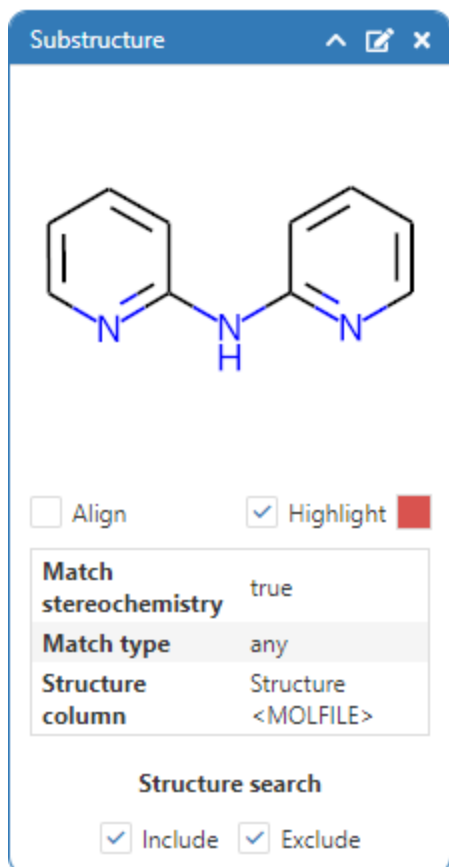 Substructure
N
N
H
N
Align
Highlight
Match stereochemistry
true
Match type
any
Structure column
Structure <MOLFILE>
Structure search
Include
Exclude